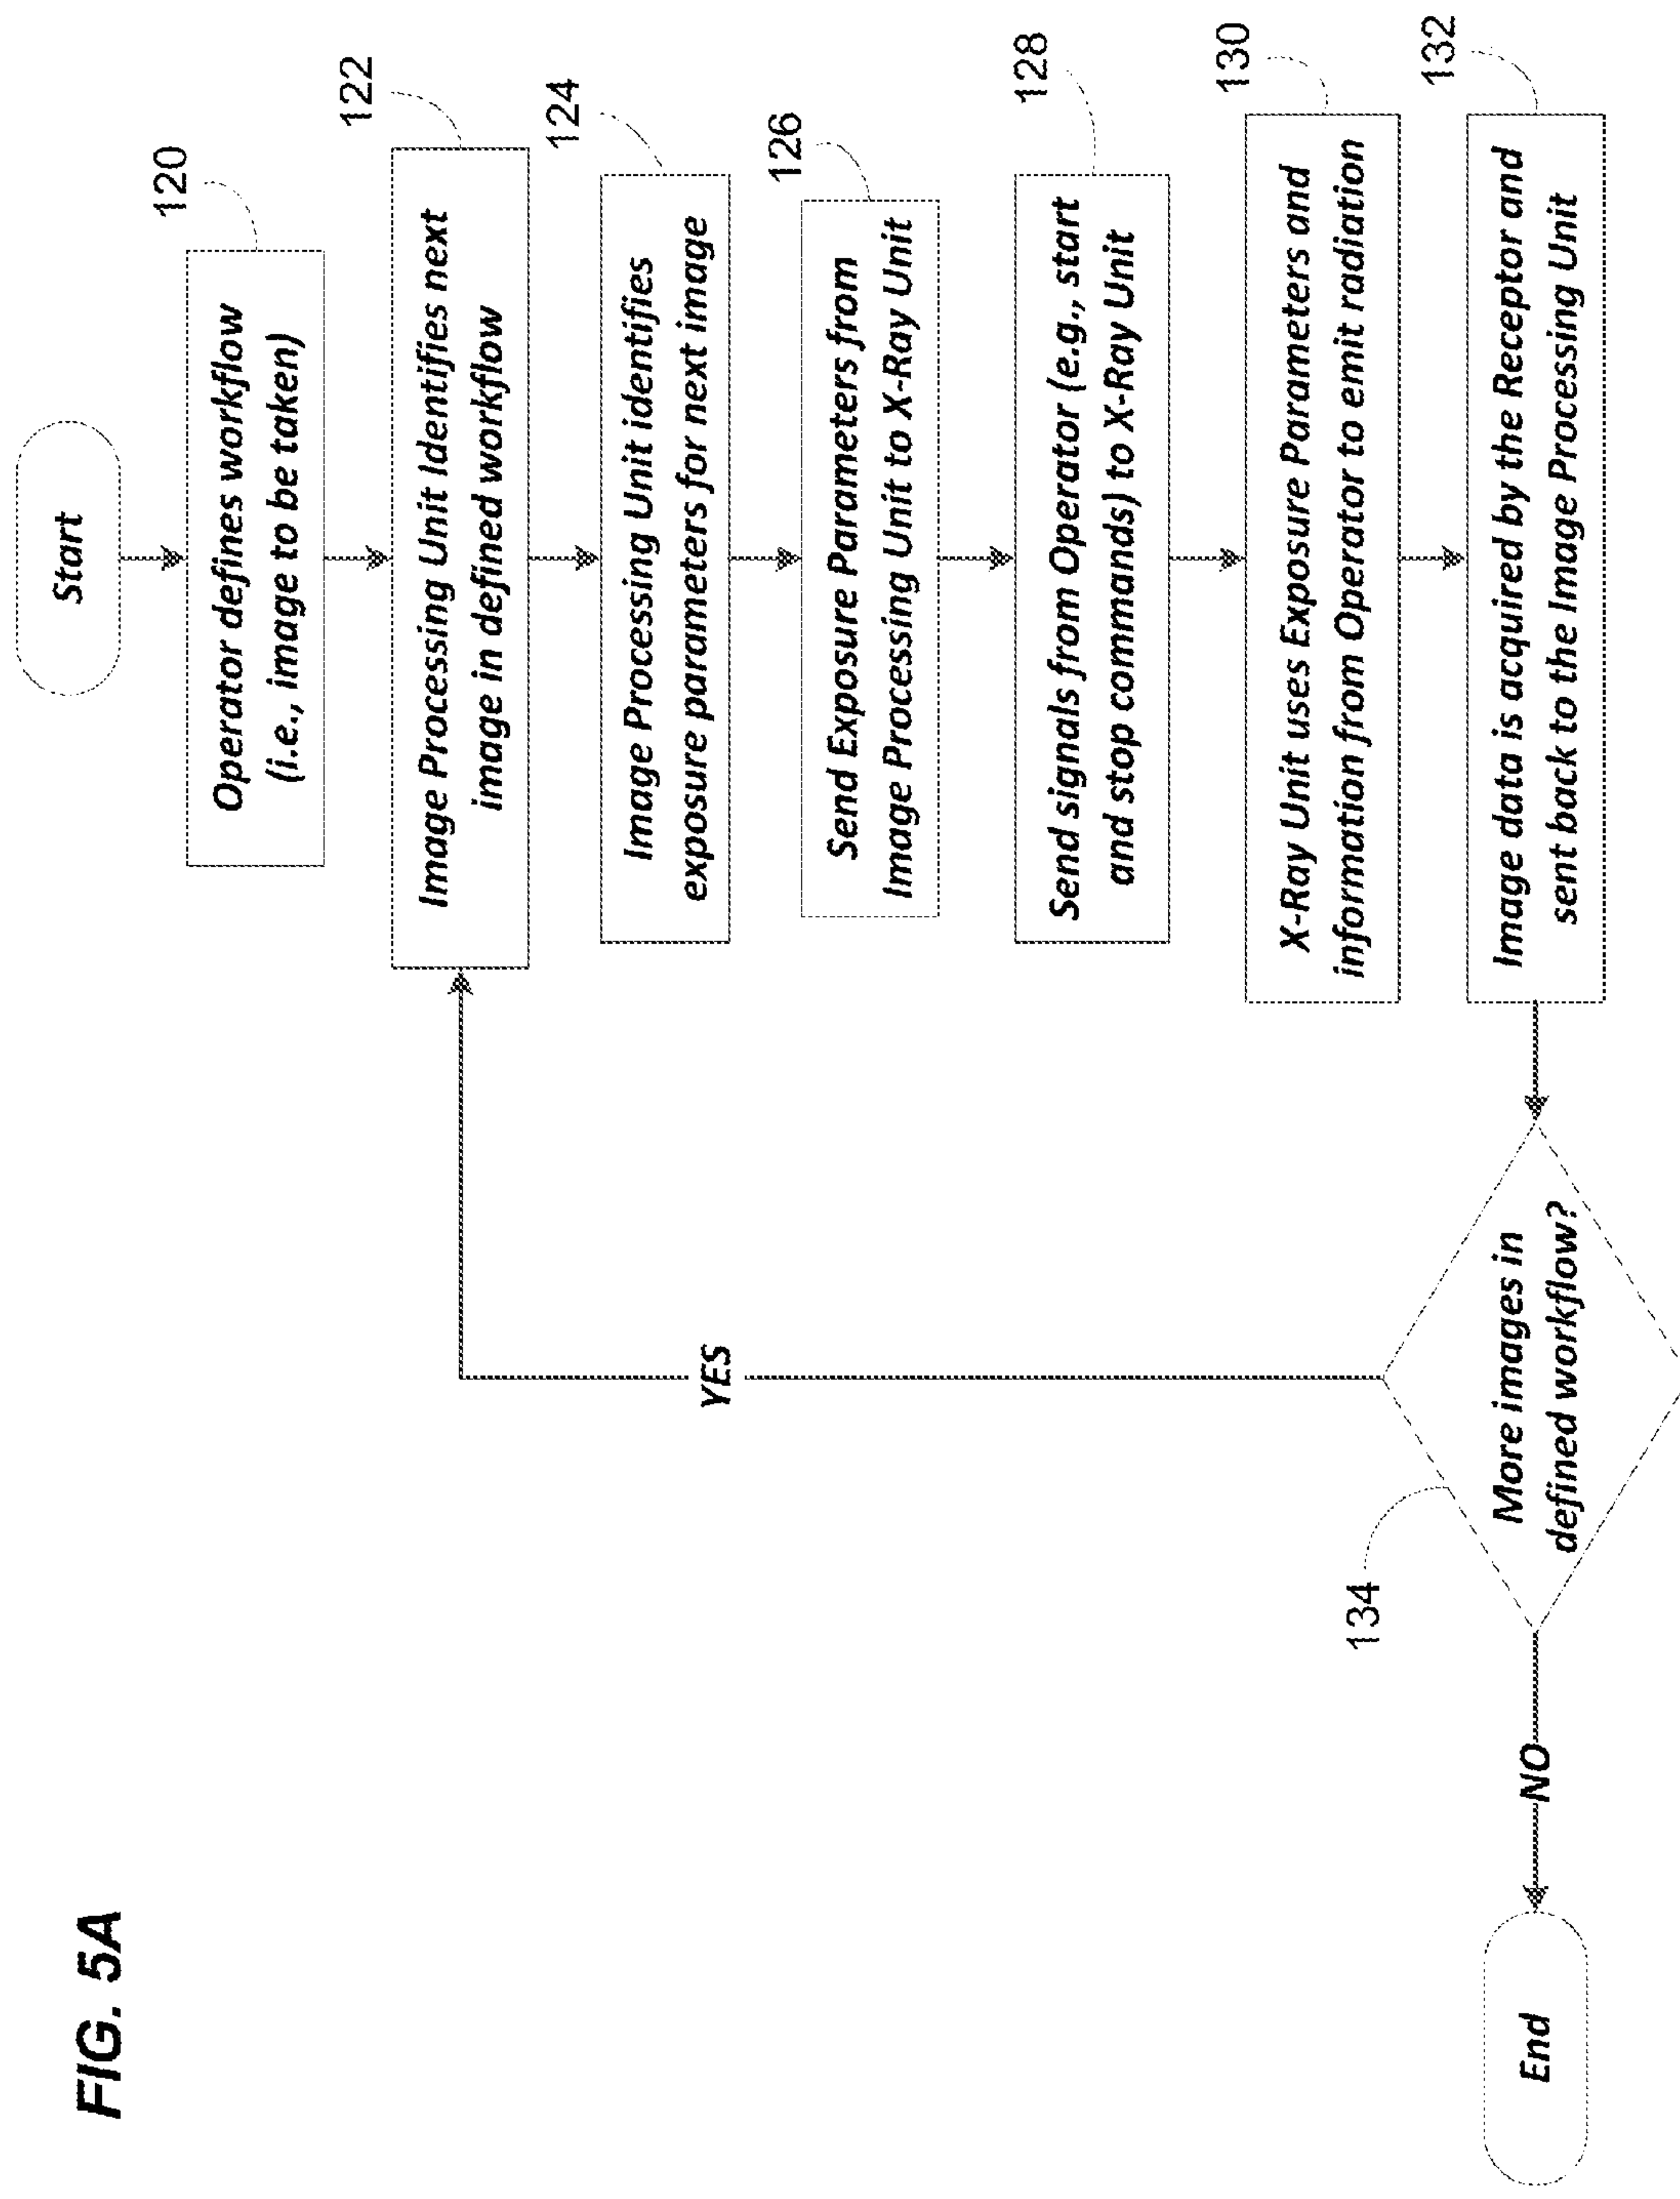 FIG. 5A
Start
120
Operator defines workflow
(i.e., image to be taken)
122
Image Processing Unit Identifies next
image in defined workflow
124
Image Processing Unit identifies
exposure parameters for next image
126
Send Exposure Parameters from
Image Processing Unit to X-Ray Unit
128
Send signals from Operator (e.g., start
and stop commands) to X-Ray Unit
130
X-Ray Unit uses Exposure Parameters and
information from Operator to emit radiation
132
Image data is acquired by the Receptor and
sent back to the Image Processing Unit
134
More images in
defined workflow?
YES
NO
End